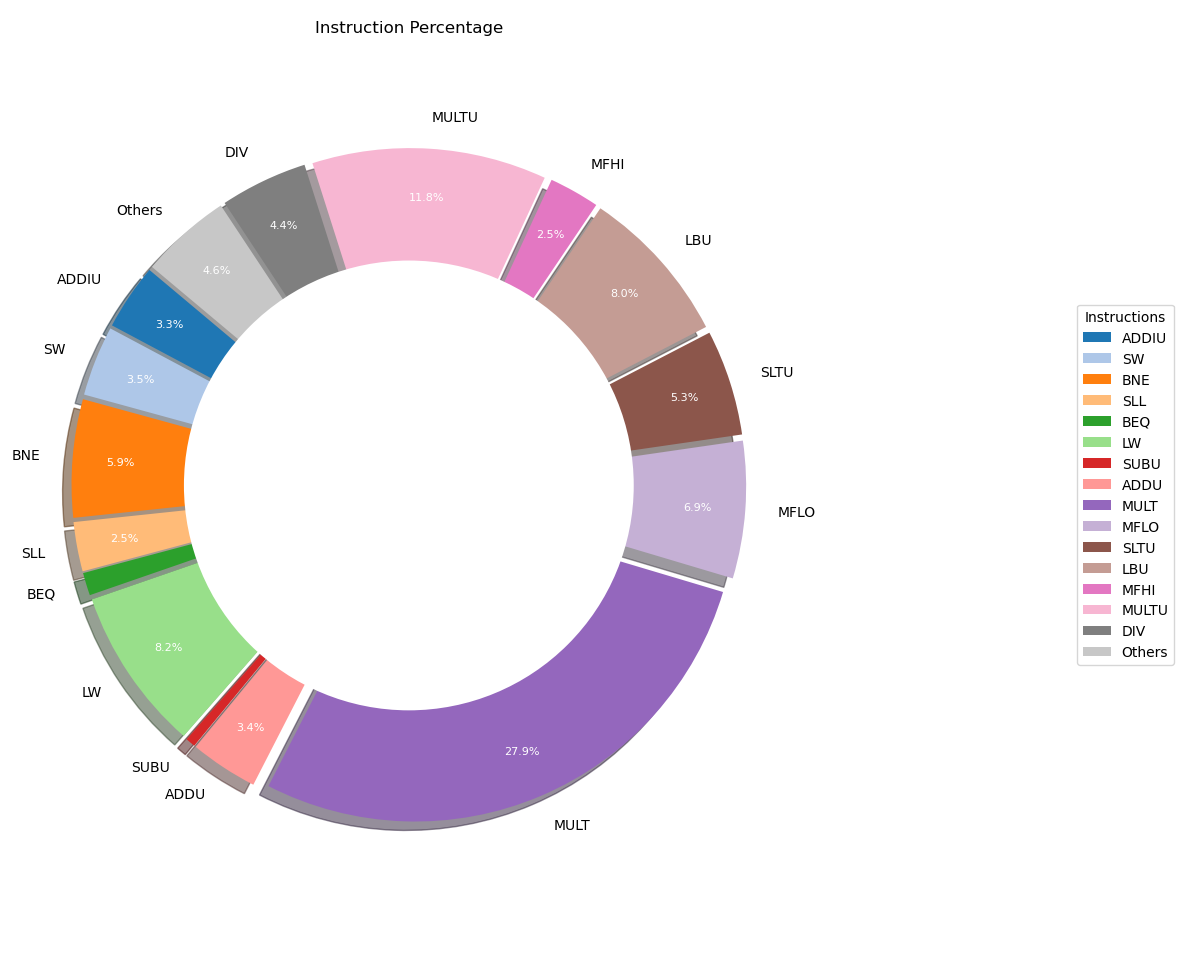 Instruction Percentage
MULTU
DIV
MFHI
11.8%
Others
4.4%
2.5%
LBU
ADDIU
4.6%
8.0%
3.3%
SW
3.5%
SLTU
5.3%
BNE
5.9%
MFLO
6.9%
SLL
2.5%
BEQ
LW
8.2%
SUBU
3.4%
ADDU
27.9%
MULT
Instructions
ADDIU
SW
BNE
SLL
BEQ
LW
SUBU
ADDU
MULT
MFLO
SLTU
LBU
MFHI
MULTU
DIV
Others